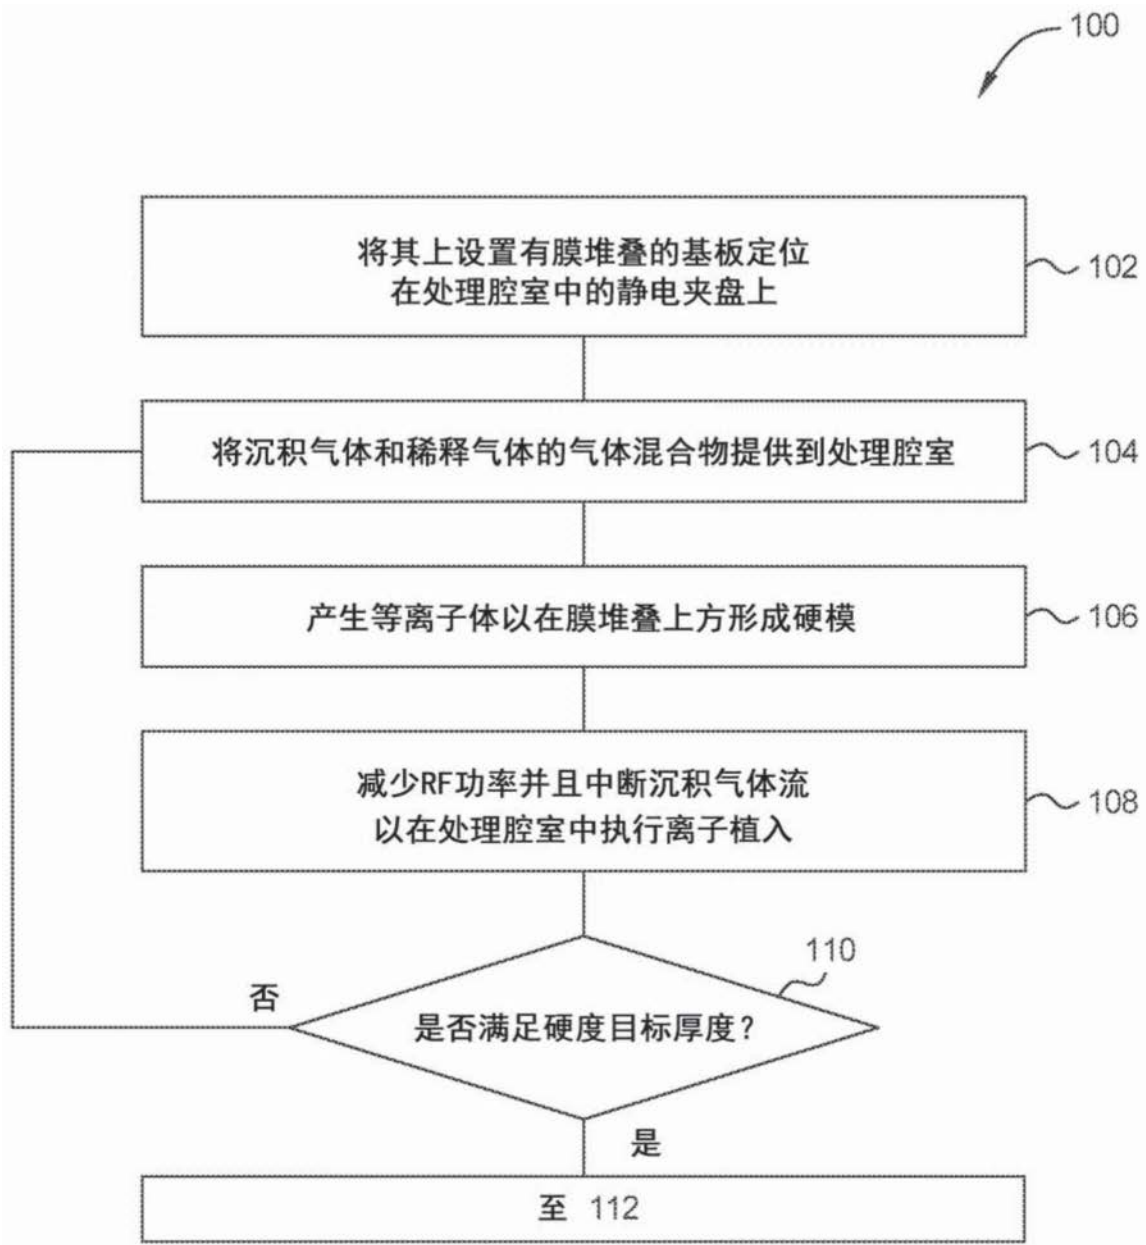 100
将其上设置有膜堆叠的基板定位
在处理腔室中的静电夹盘上
102
将沉积气体和稀释气体的气体混合物提供到处理腔室
104
产生等离子体以在膜堆叠上方形成硬模
106
减少RF功率并且中断沉积气体流
以在处理腔室中执行离子植入
108
110
否
是否满足硬度目标厚度?
是
至 112